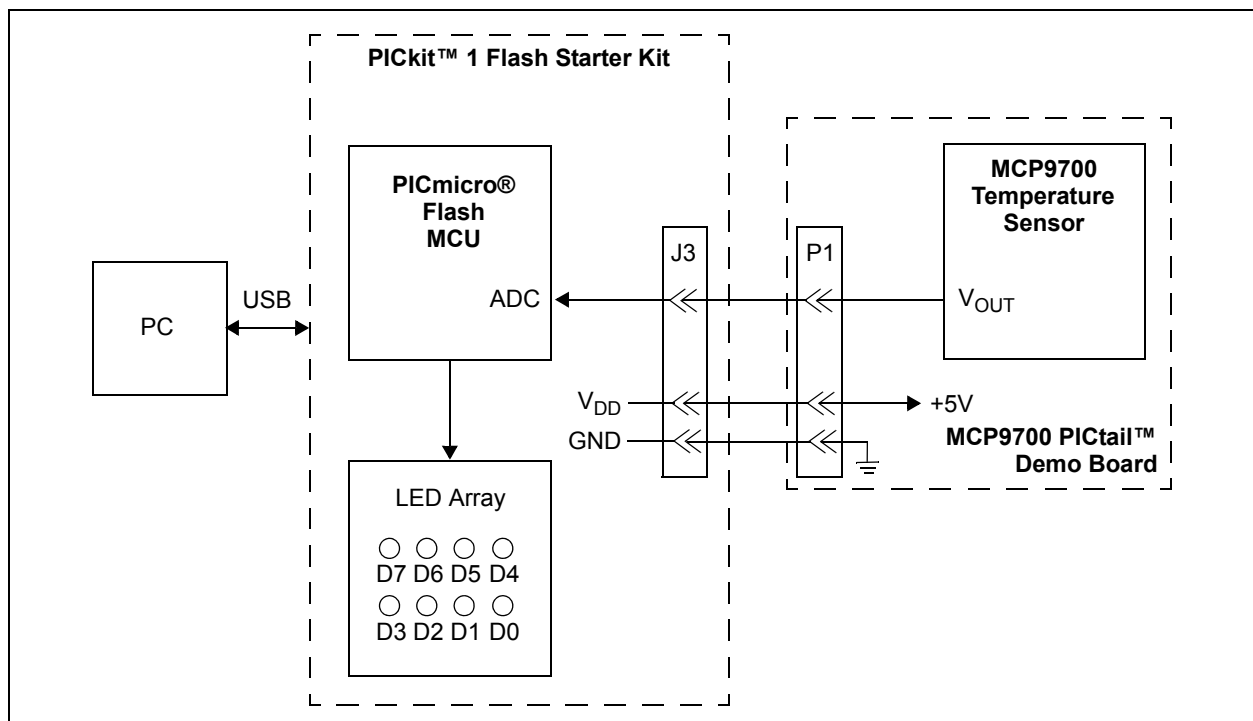 PICkit™ 1 Flash Starter Kit
PICmicro®
Flash
MCU
ADC
PC
USB
J3
P1
MCP9700
Temperature
Sensor
VOUT
VDD
GND
+5V
MCP9700 PICtail™
Demo Board
LED Array
D7 D6 D5 D4
D3 D2 D1 D0